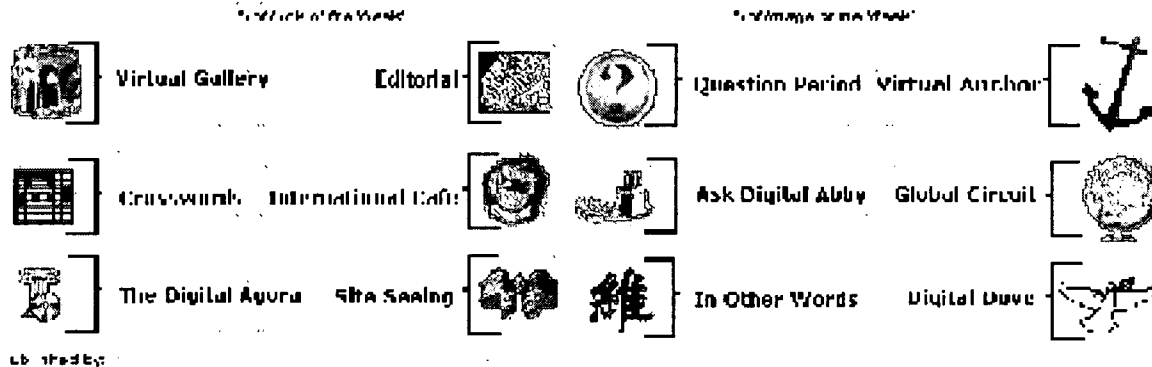 Virtual Gallery Editorial Question Period Virtual Anchor
Crosswords International Cafe Ask Digital Abby Global Circuit
The Digital Agora Site Seeing In Other Words Digital Dove